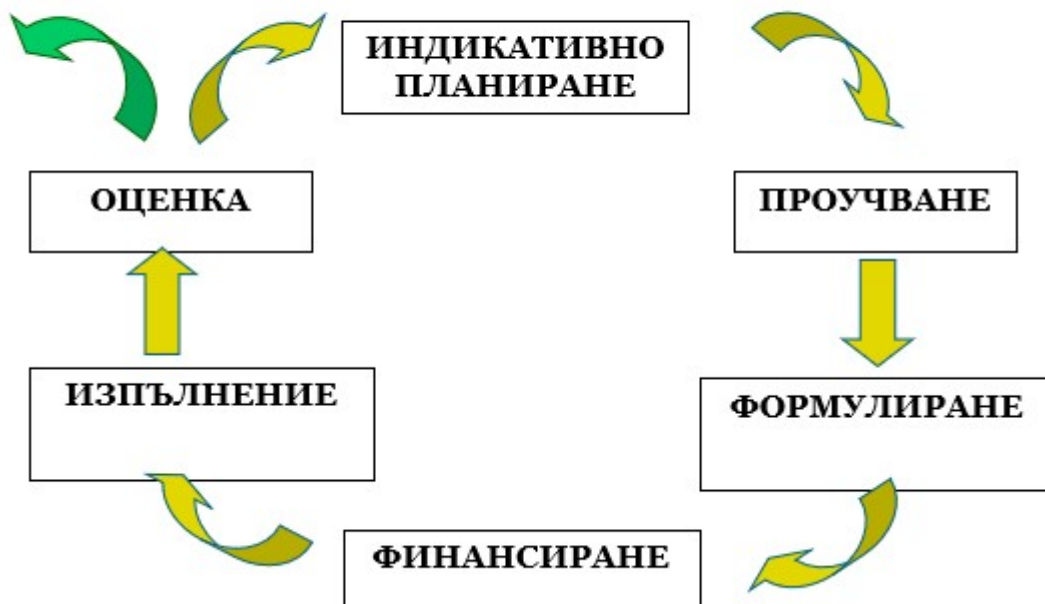 ИНДИКАТИВНО
ПЛАНИРАНЕ
ОЦЕНКА
ПРОУЧВАНЕ
ИЗПЪЛНЕНИЕ
ФОРМУЛИРАНЕ
ФИНАНСИРАНЕ